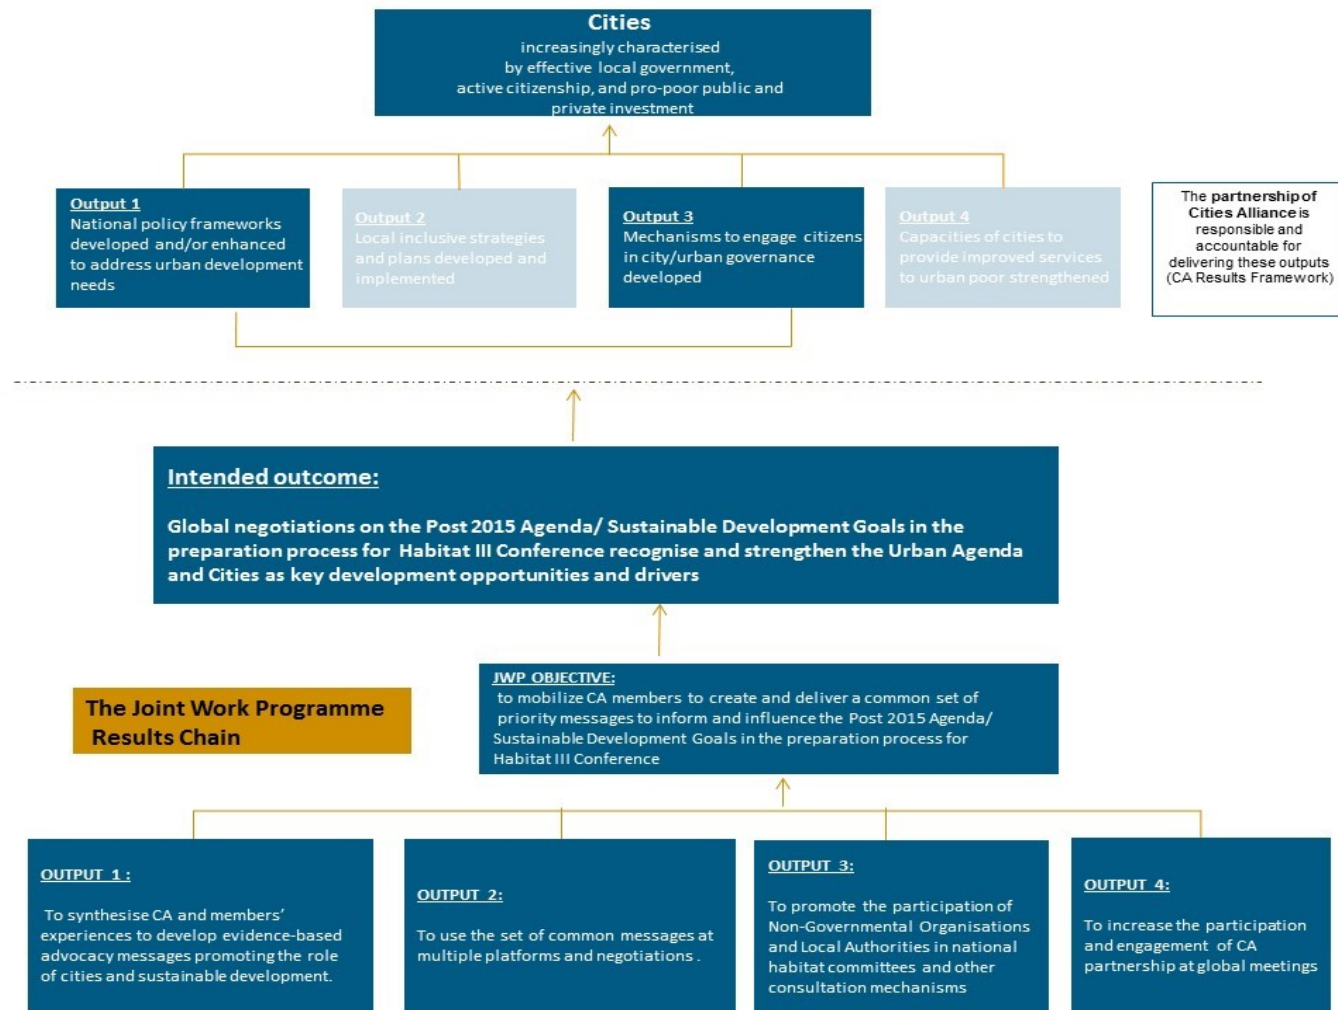 Cities
increasingly characterised
by effective local government,
active citizenship, and pro-poor public and
private investment
Output 1
National policy frameworks
developed and/or enhanced
to address urban development
needs
Output 2
Local inclusive strategies
and plans developed and
implemented
Output 3
Mechanisms to engage citizens
in city/urban governance
developed
Output 4
Capacities of cities to
provide improved services
to urban poor strengthened
The partnership of
Cities Alliance is
responsible and
accountable for
delivering these outputs
(CA Results Framework)
Intended outcome:
Global negotiations on the Post 2015 Agenda/ Sustainable Development Goals in the
preparation process for Habitat III Conference recognise and strengthen the Urban Agenda
and Cities as key development opportunities and drivers
JWP OBJECTIVE:
to mobilize CA members to create and deliver a common set of
priority messages to inform and influence the Post 2015 Agenda/
Sustainable Development Goals in the preparation process for
Habitat III Conference
The Joint Work Programme
Results Chain
OUTPUT 1 :
To synthesise CA and members’
experiences to develop evidence-based
advocacy messages promoting the role
of cities and sustainable development.
OUTPUT 2:
To use the set of common messages at
multiple platforms and negotiations .
OUTPUT 3:
To promote the participation of
Non-Governmental Organisations
and Local Authorities in national
habitat committees and other
consultation mechanisms
OUTPUT 4:
To increase the participation
and engagement of CA
partnership at global meetings